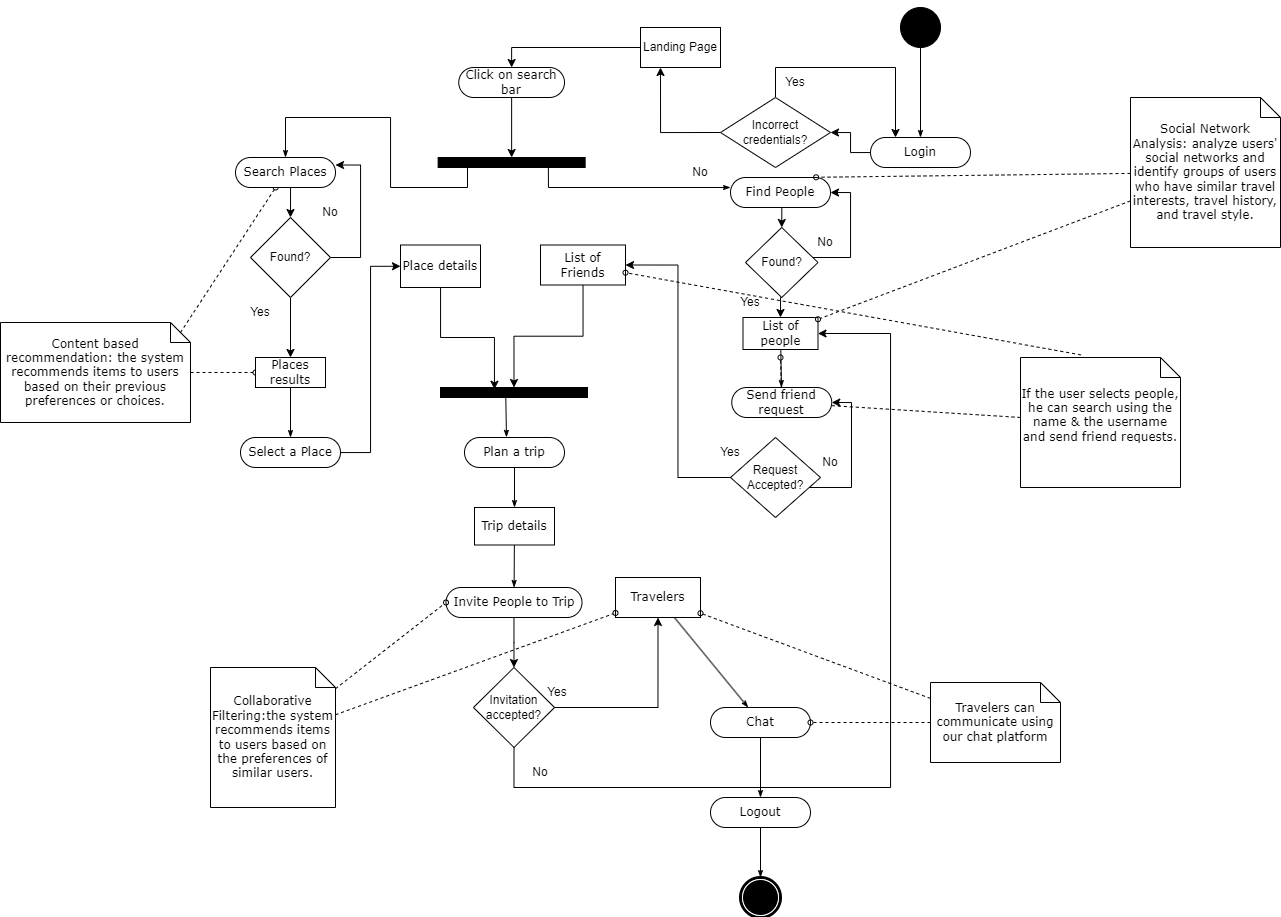 Landing Page
Click on search
bar
Yes
Incorrect
credentials?
Login
Social Network
Analysis: analyze users'
social networks and
identify groups of users
who have similar travel
interests, travel history,
and travel style.
Search Places
No
Find People
No
Found?
Place details
List of
Friends
No
Found?
Yes
Yes
Content based
recommendation: the system
recommends items to users
based on their previous
preferences or choices.
Places
results
List of
people
Send friend
request
If the user selects people,
he can search using the
name & the username
and send friend requests.
Select a Place
Plan a trip
Yes
Request
Accepted?
No
Trip details
Invite People to Trip
Travelers
Collaborative
Filtering:the system
recommends items
to users based on
the preferences of
similar users.
Invitation
accepted?
Yes
Chat
Travelers can
communicate using
our chat platform
No
Logout